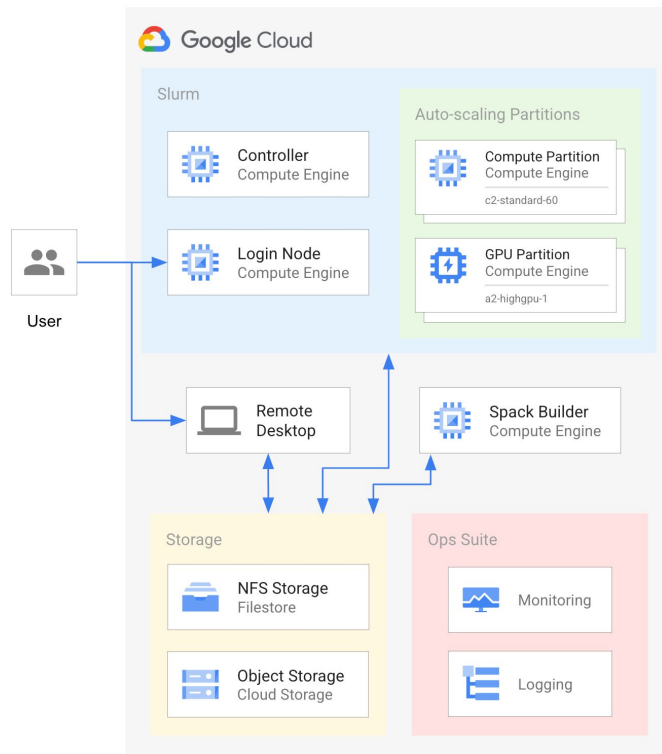 Google Cloud
Slurm
Auto-scaling Partitions
Controller
Compute Engine
Compute Partition
Compute Engine
c2-standard-60
Login Node
Compute Engine
GPU Partition
Compute Engine
a2-highgpu-1
User
Remote
Desktop
Spack Builder
Compute Engine
Storage
NFS Storage
Filestore
Object Storage
Cloud Storage
Ops Suite
Monitoring
Logging